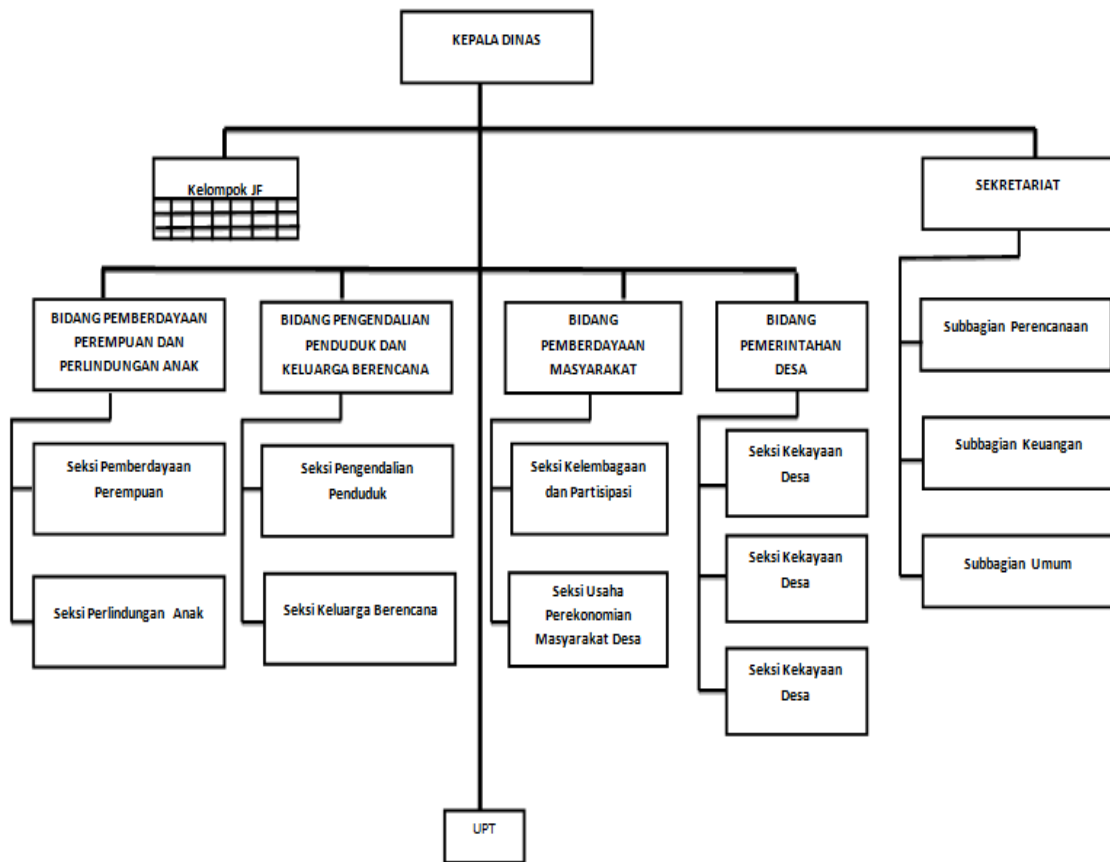 KEPALA DINAS
Kelompok JF
SEKRETARIAT
BIDANG PEMBERDAYAAN
PEREMPUAN DAN
PERLINDUNGAN ANAK
BIDANG PENGENDALIAN
PENDUDUK DAN
KELUARGA BERENCANA
BIDANG
PEMBERDAYAAN
MASYARAKAT
BIDANG
PEMERINTAHAN
DESA
Seksi Pemberdayaan
Perempuan
Seksi Perlindungan Anak
Seksi Pengendalian
Penduduk
Seksi Keluarga Berencana
Seksi Kelembagaan
dan Partisipasi
Seksi Usaha
Perekonomian
Masyarakat Desa
Seksi Kekayaan
Desa
Seksi Kekayaan
Desa
Seksi Kekayaan
Desa
Subbagian Perencanaan
Subbagian Keuangan
Subbagian Umum
UPT